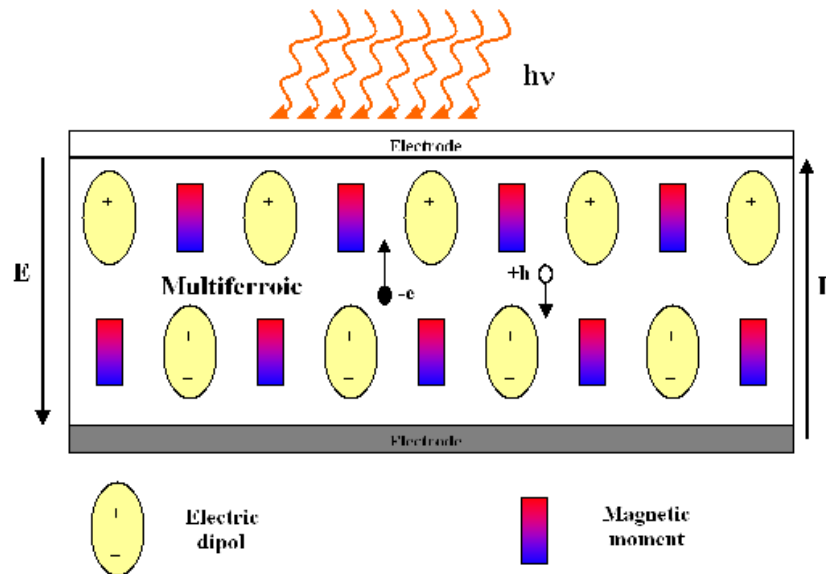 hν
Electrode
+ + + + +
E
Multiferroic
-e
+h
Electrode
Electric
dipol
Magnetic
moment